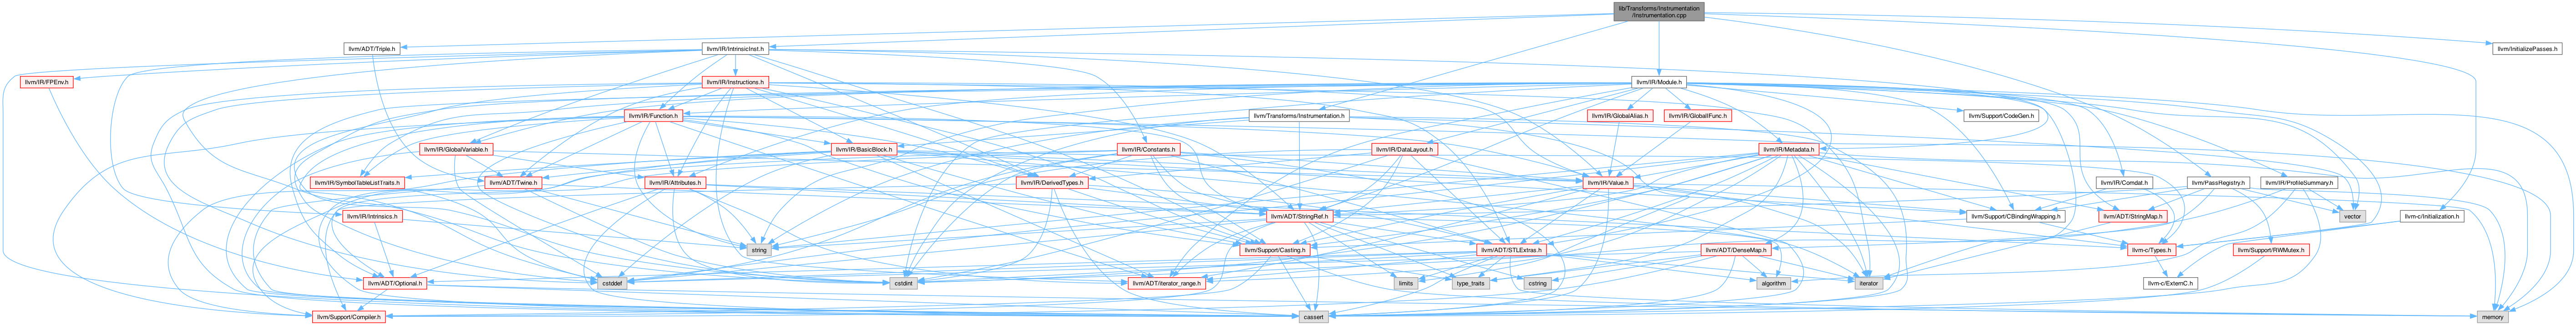 lib/Transforms/Instrumentation
/Instrumentation.cpp
llvm/ADT/Triple.h
llvm/IR/IntrinsicInst.h
llvm/InitializePasses.h
llvm/IR/FPEnv.h
llvm/IR/Instructions.h
llvm/IR/Module.h
llvm/IR/Function.h
llvm/Transforms/Instrumentation.h
llvm/IR/GlobalAlias.h
llvm/IR/GlobalIFunc.h
llvm/Support/CodeGen.h
llvm/IR/GlobalVariable.h
llvm/IR/BasicBlock.h
llvm/IR/Constants.h
llvm/IR/DataLayout.h
llvm/IR/Metadata.h
llvm/IR/SymbolTableListTraits.h
llvm/ADT/Twine.h
llvm/IR/Attributes.h
llvm/IR/DerivedTypes.h
llvm/IR/Value.h
llvm/IR/Comdat.h
llvm/PassRegistry.h
llvm/IR/ProfileSummary.h
llvm/IR/Intrinsics.h
llvm/ADT/StringRef.h
llvm/Support/CBindingWrapping.h
llvm/ADT/StringMap.h
vector
llvm-c/Initialization.h
string
llvm/Support/Casting.h
llvm/ADT/STLExtras.h
llvm/ADT/DenseMap.h
llvm-c/Types.h
llvm/Support/RWMutex.h
llvm/ADT/Optional.h
cstddef
cstdint
llvm/ADT/iterator_range.h
limits
type_traits
cstring
algorithm
iterator
llvm-c/ExternC.h
llvm/Support/Compiler.h
cassert
memory